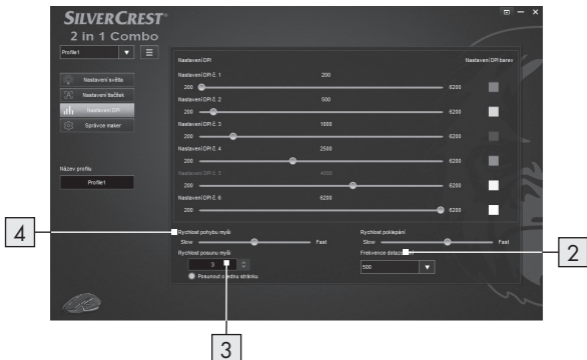 SILVERCREST
2 in 1 Combo
Profile1
Nastavení světla
Nastavení tlačítek
Nastavení DPI
Správce maker
Název profilu
Profile1
Nastavení DPI
Nastavení DPI barev
Nastavení DPI č. 1 200
200 6200
Nastavení DPI č. 2 500
200 6200
Nastavení DPI č. 3 1000
200 6200
Nastavení DPI č. 4 2500
200 6200
Nastavení DPI č. 5 4000
200 6200
Nastavení DPI č. 6 6200
200 6200
Rychlost pohybu myši
Slow Fast
Rychlost poklepání
Slow Fast
Rychlost posunu myši
3
Posunout o jednu stránku
Frekvence
500
4
2
3